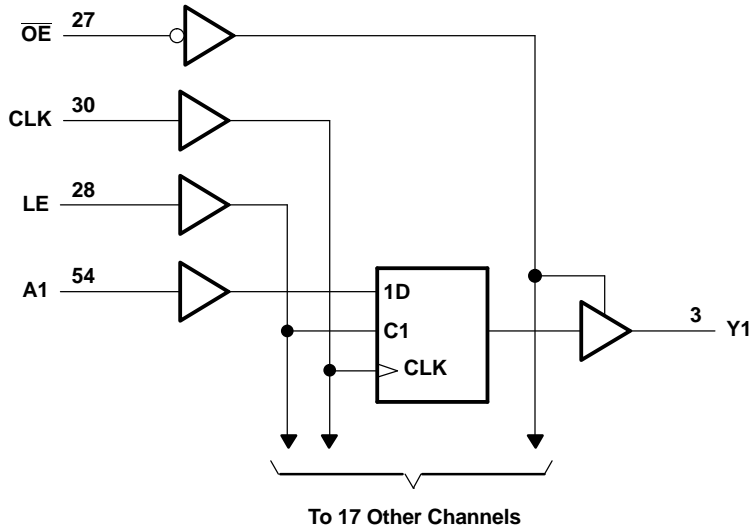 OE 27
CLK 30
LE 28
A1 54
1D
C1
CLK
3 Y1
To 17 Other Channels